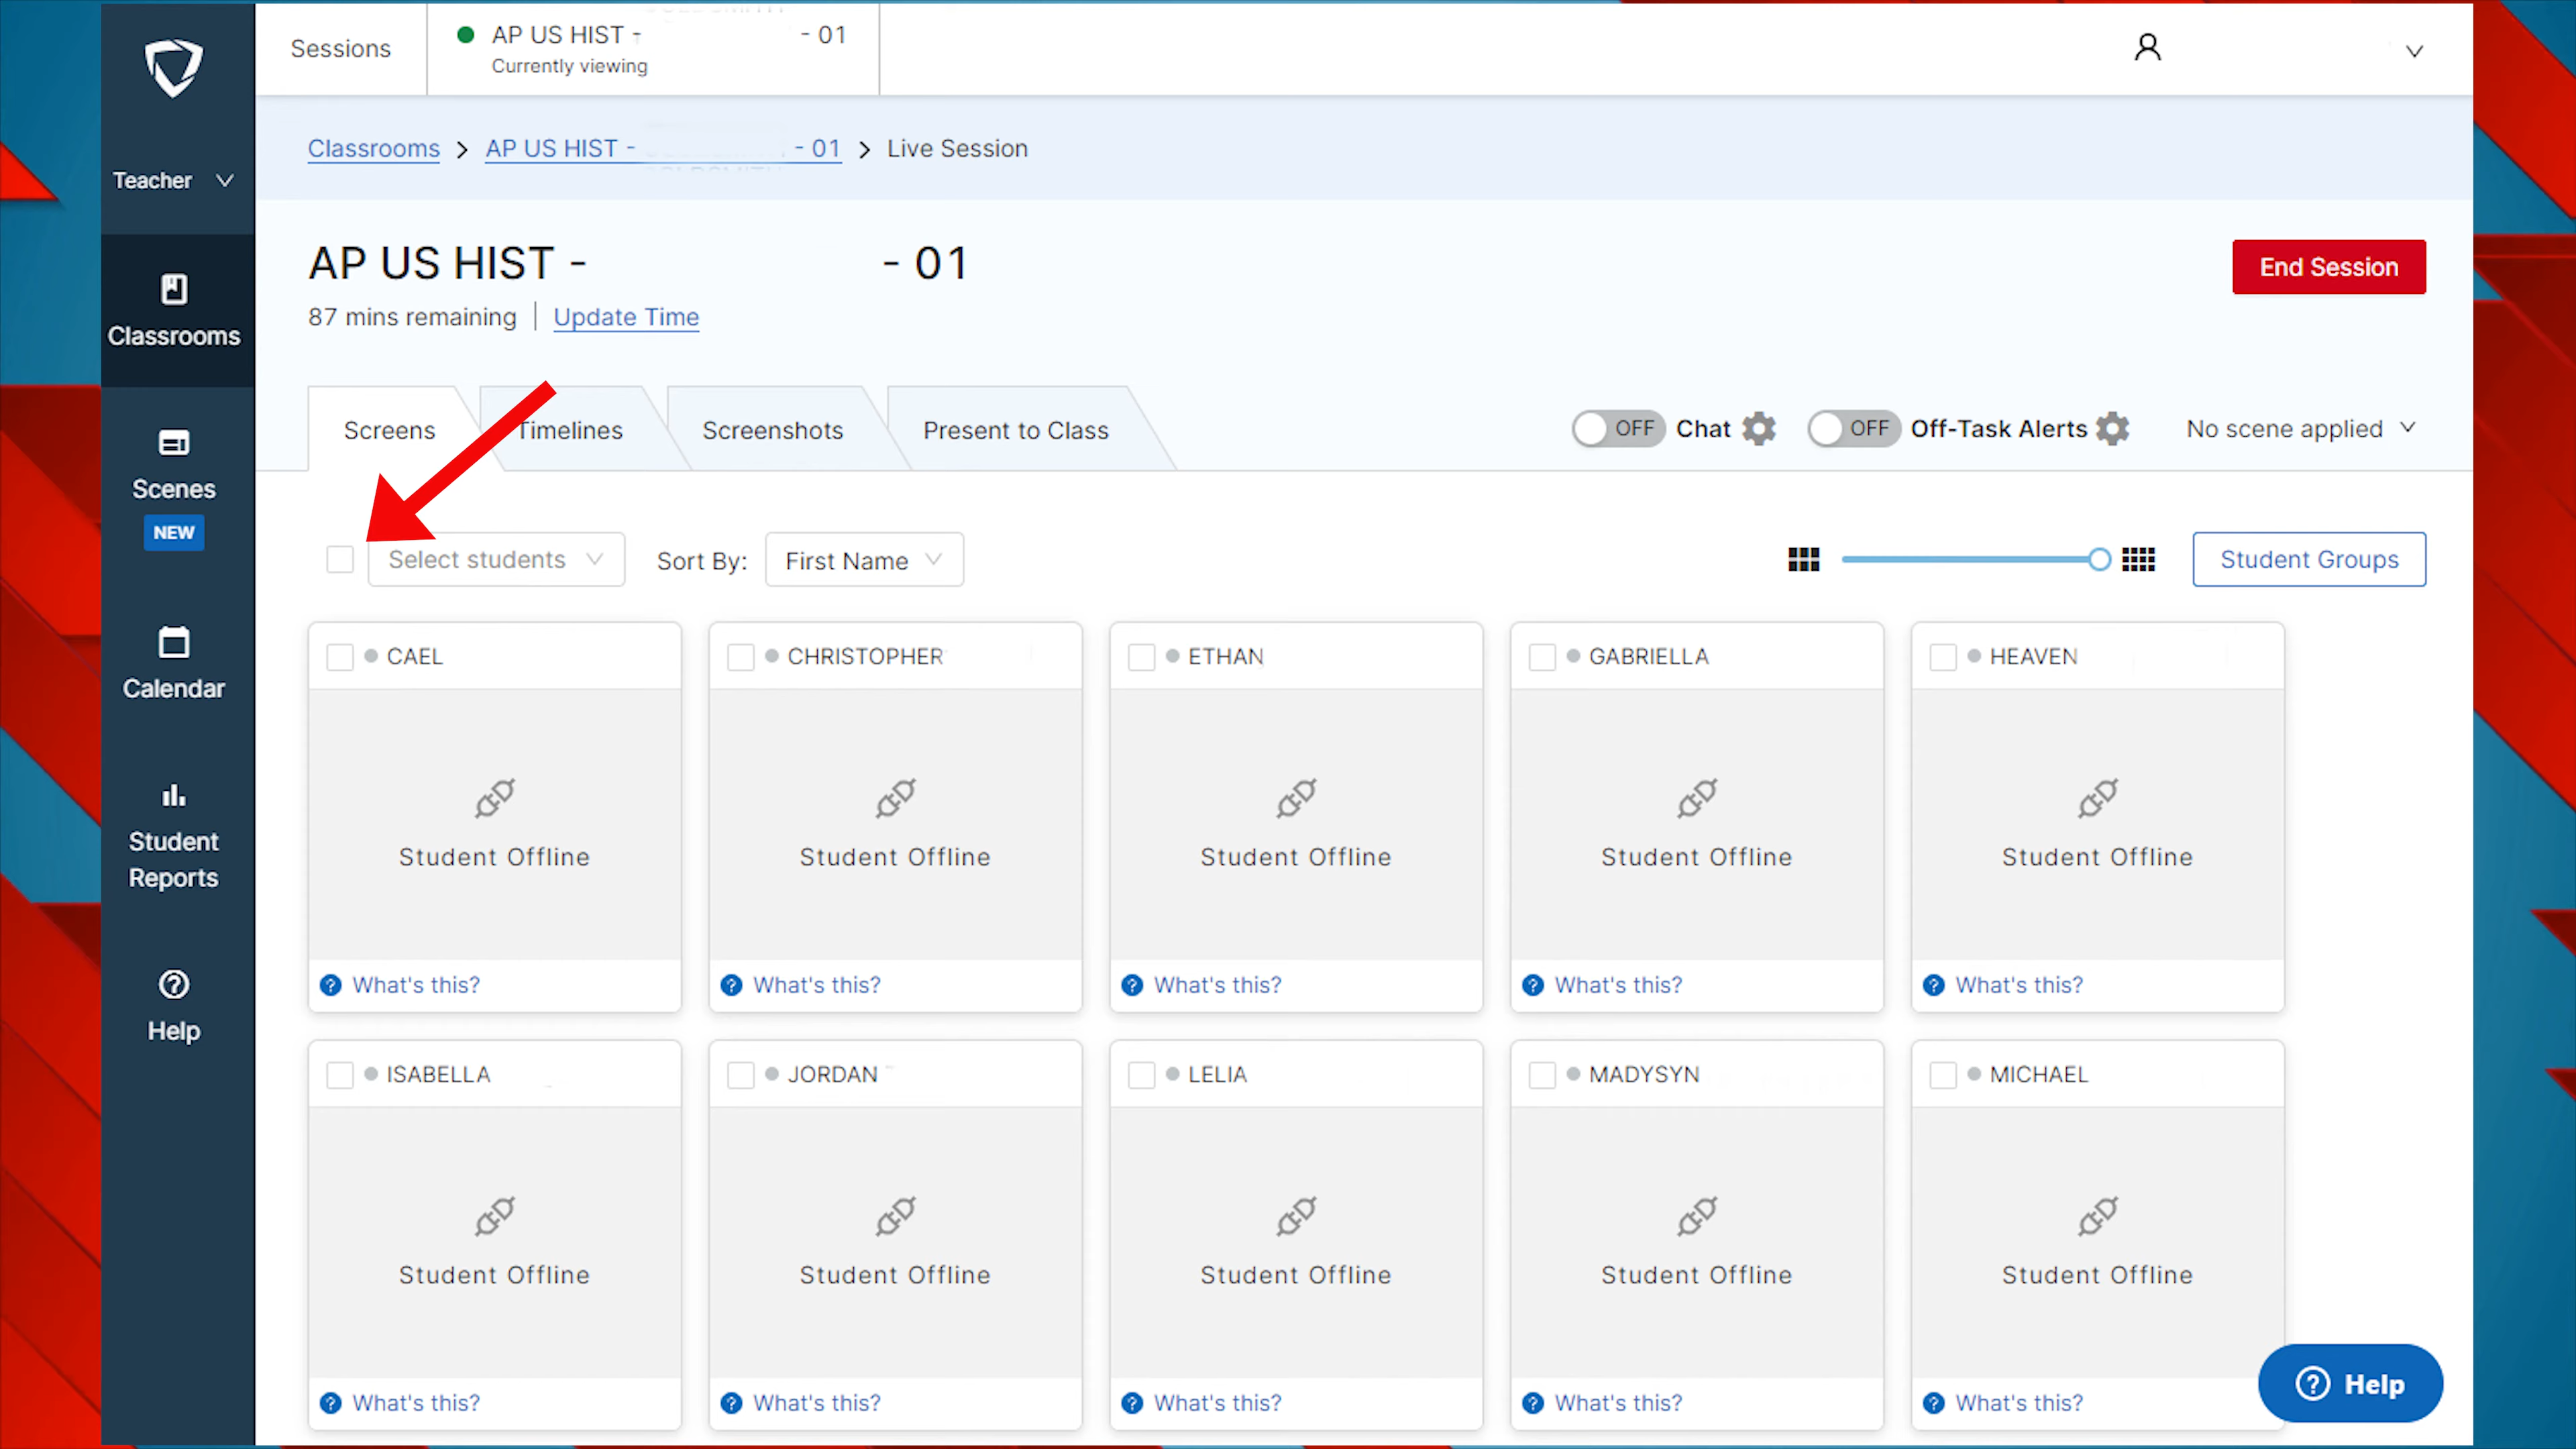 Sessions
AP US HIST - - 01
Currently viewing
Teacher
Classrooms > AP US HIST - - 01 > Live Session
AP US HIST - - 01
End Session
87 mins remaining | Update Time
Classrooms
Screens
Timelines
Screenshots
Present to Class
OFF Chat
OFF Off-Task Alerts
No scene applied
Scenes
NEW
Select students
Sort By: First Name
Student Groups
Calendar
Student
Reports
Help
CAEL
CHRISTOPHER
ETHAN
GABRIELLA
HEAVEN
Student Offline
Student Offline
Student Offline
Student Offline
Student Offline
? What's this?
? What's this?
? What's this?
? What's this?
? What's this?
ISABELLA
JORDAN
LELIA
MADYSYN
MICHAEL
Student Offline
Student Offline
Student Offline
Student Offline
Student Offline
? What's this?
? What's this?
? What's this?
? What's this?
? What's this?
? Help